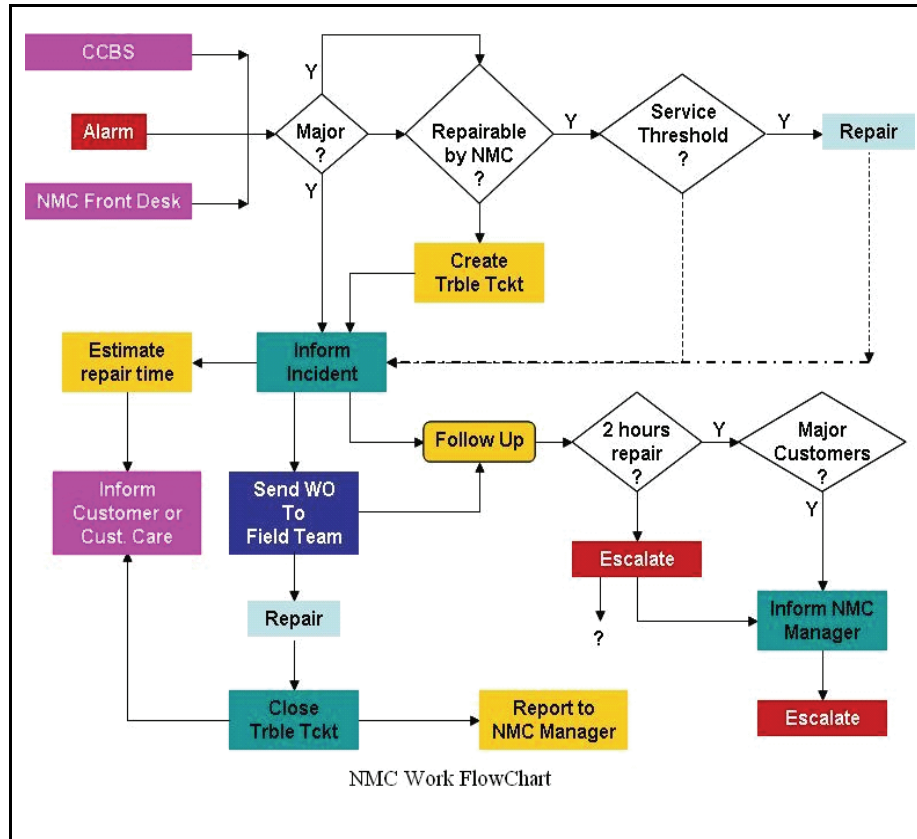 CCBS
Y
Alarm
Major
?
Y
NMC Front Desk
Repairable
by NMC
?
Y
Service
Threshold
?
Y
Repair
Create
Trble Tckt
Estimate
repair time
Inform
Incident
Follow Up
2 hours
repair
?
Y
Major
Customers
?
Y
Inform
Customer or
Cust. Care
Send WO
To
Field Team
Escalate
?
Inform NMC
Manager
Repair
Close
Trble Tckt
Report to
NMC Manager
Escalate
NMC Work FlowChart